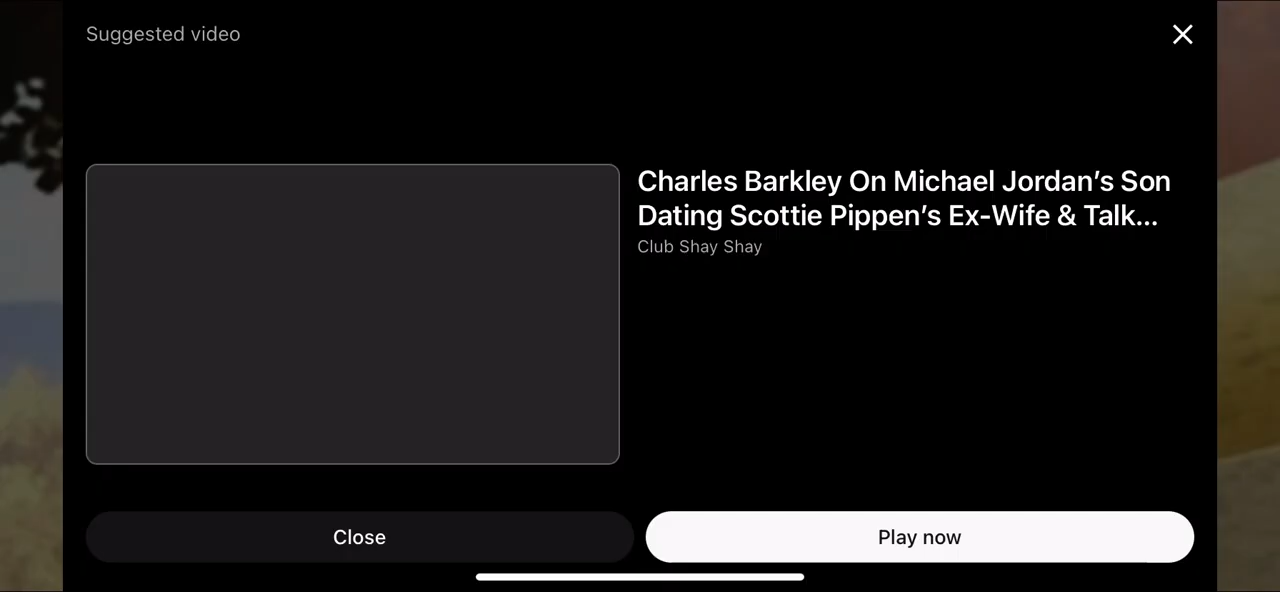 Suggested video
Charles Barkley On Michael Jordan’s Son
Dating Scottie Pippen’s Ex-Wife & Talk...
Club Shay Shay
Close
Play now